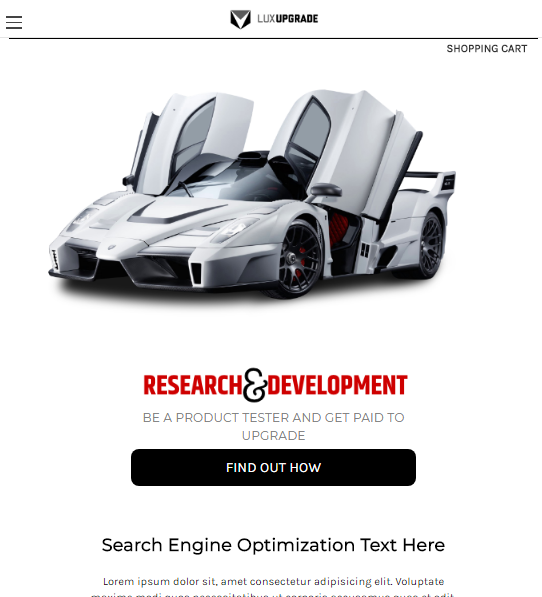 LUXUPGRADE
SHOPPING CART
RESEARCH&DEVELOPMENT
BE A PRODUCT TESTER AND GET PAID TO
UPGRADE
FIND OUT HOW
Search Engine Optimization Text Here
Lorem ipsum dolor sit, amet consectetur adipisicing elit. Voluptate